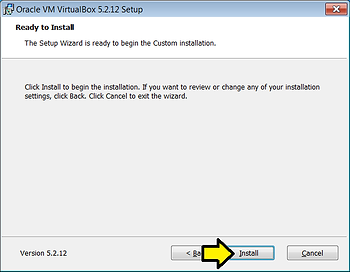 Oracle VM VirtualBox 5.2.12 Setup
Ready to Install
The Setup Wizard is ready to begin the Custom installation.
Click Install to begin the installation. If you want to review or change any of your installation
settings, click Back. Click Cancel to exit the wizard.
Version 5.2.12
< Ba Install Cancel